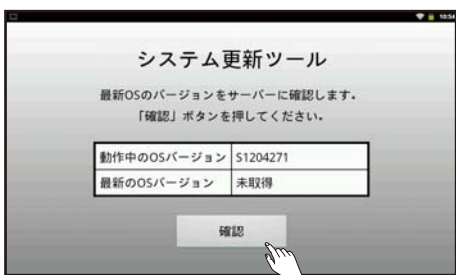 10:54
システム更新ツール
最新OSのバージョンをサーバーに確認します。
「確認」ボタンを押してください。
動作中のOSバージョン S1204271
最新のOSバージョン 未取得
確認